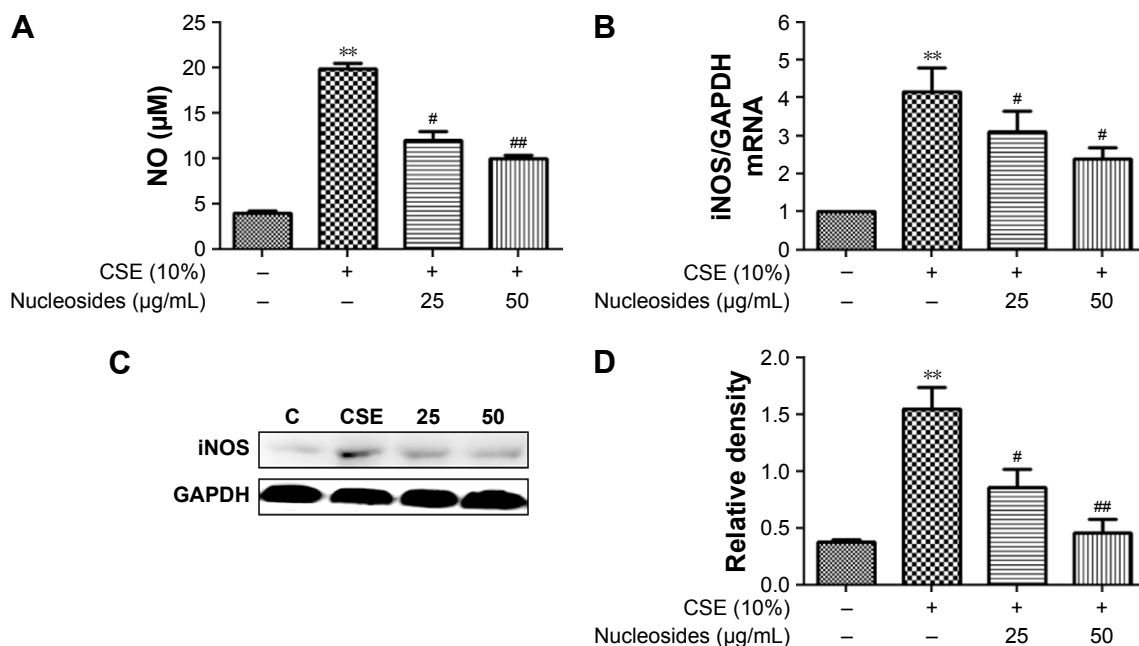 A
NO (µM)
25
20
15
10
5
0
**
#
##
CSE (10%) – + + +
Nucleosides (µg/mL) – – 25 50
B
iNOS/GAPDH
mRNA
6
5
4
3
2
1
0
**
#
#
CSE (10%) – + + +
Nucleosides (µg/mL) – – 25 50
C
C CSE 25 50
iNOS
GAPDH
D
Relative density
2.0
1.5
1.0
0.5
0.0
**
#
##
CSE (10%) – + + +
Nucleosides (µg/mL) – – 25 50